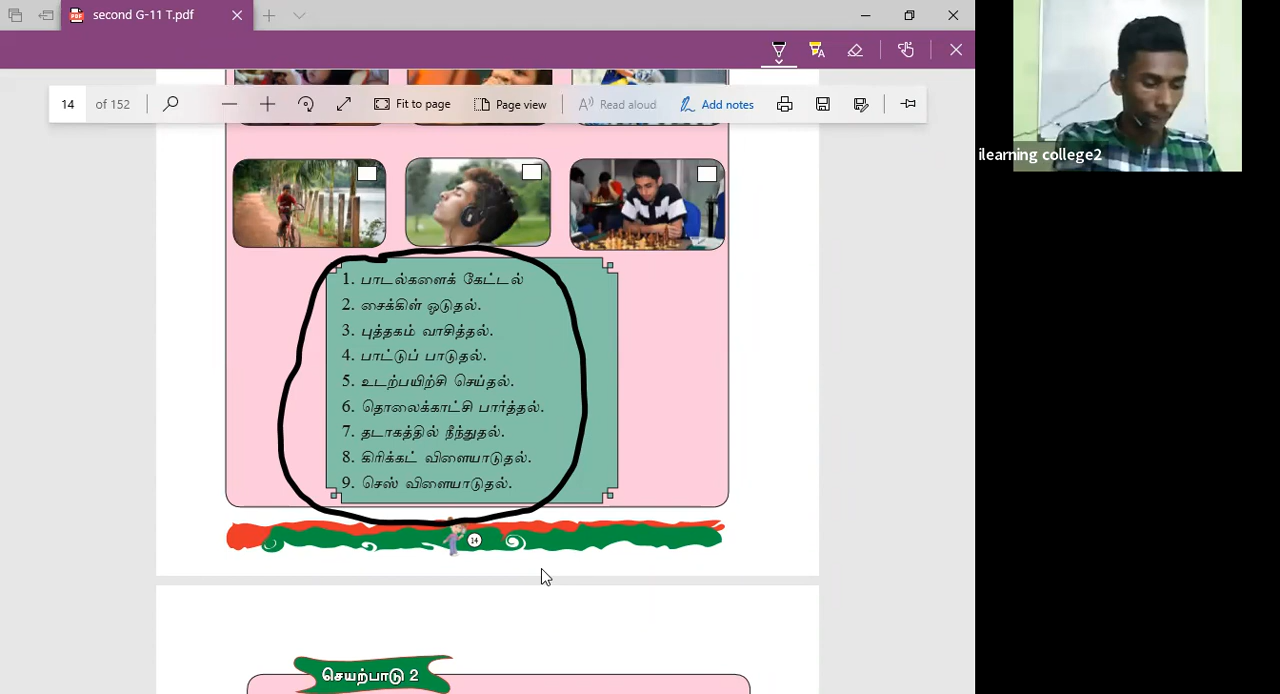 second G-11 T.pdf
14 of 152 Fit to page Page view Read aloud Add notes
ilearning college2
1. பாடல்களைக் கேட்டல்
2. சைக்கிள் ஓடுதல்.
3. புத்தகம் வாசித்தல்.
4. பாட்டுப் பாடுதல்.
5. உடற்பயிற்சி செய்தல்.
6. தொலைக்காட்சி பார்த்தல்.
7. தடாகத்தில் நீந்துதல்.
8. கிரிக்கட் விளையாடுதல்.
9. செஸ் விளையாடுதல்.
14
செயற்பாடு 2